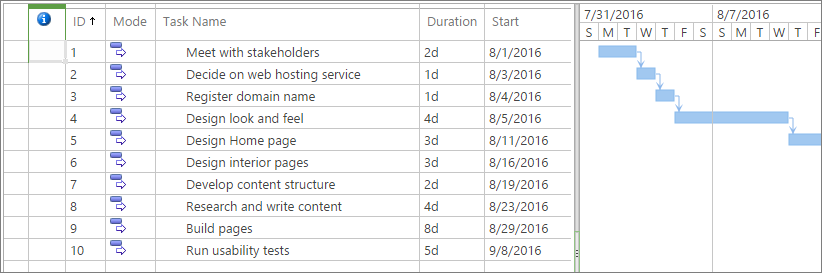 7/31/2016 8/7/2016
ID Mode Task Name Duration Start S M T W T F S S M T W T F
1 Meet with stakeholders 2d 8/1/2016
2 Decide on web hosting service 1d 8/3/2016
3 Register domain name 1d 8/4/2016
4 Design look and feel 4d 8/5/2016
5 Design Home page 3d 8/11/2016
6 Design interior pages 3d 8/16/2016
7 Develop content structure 2d 8/19/2016
8 Research and write content 4d 8/23/2016
9 Build pages 8d 8/29/2016
10 Run usability tests 5d 9/8/2016